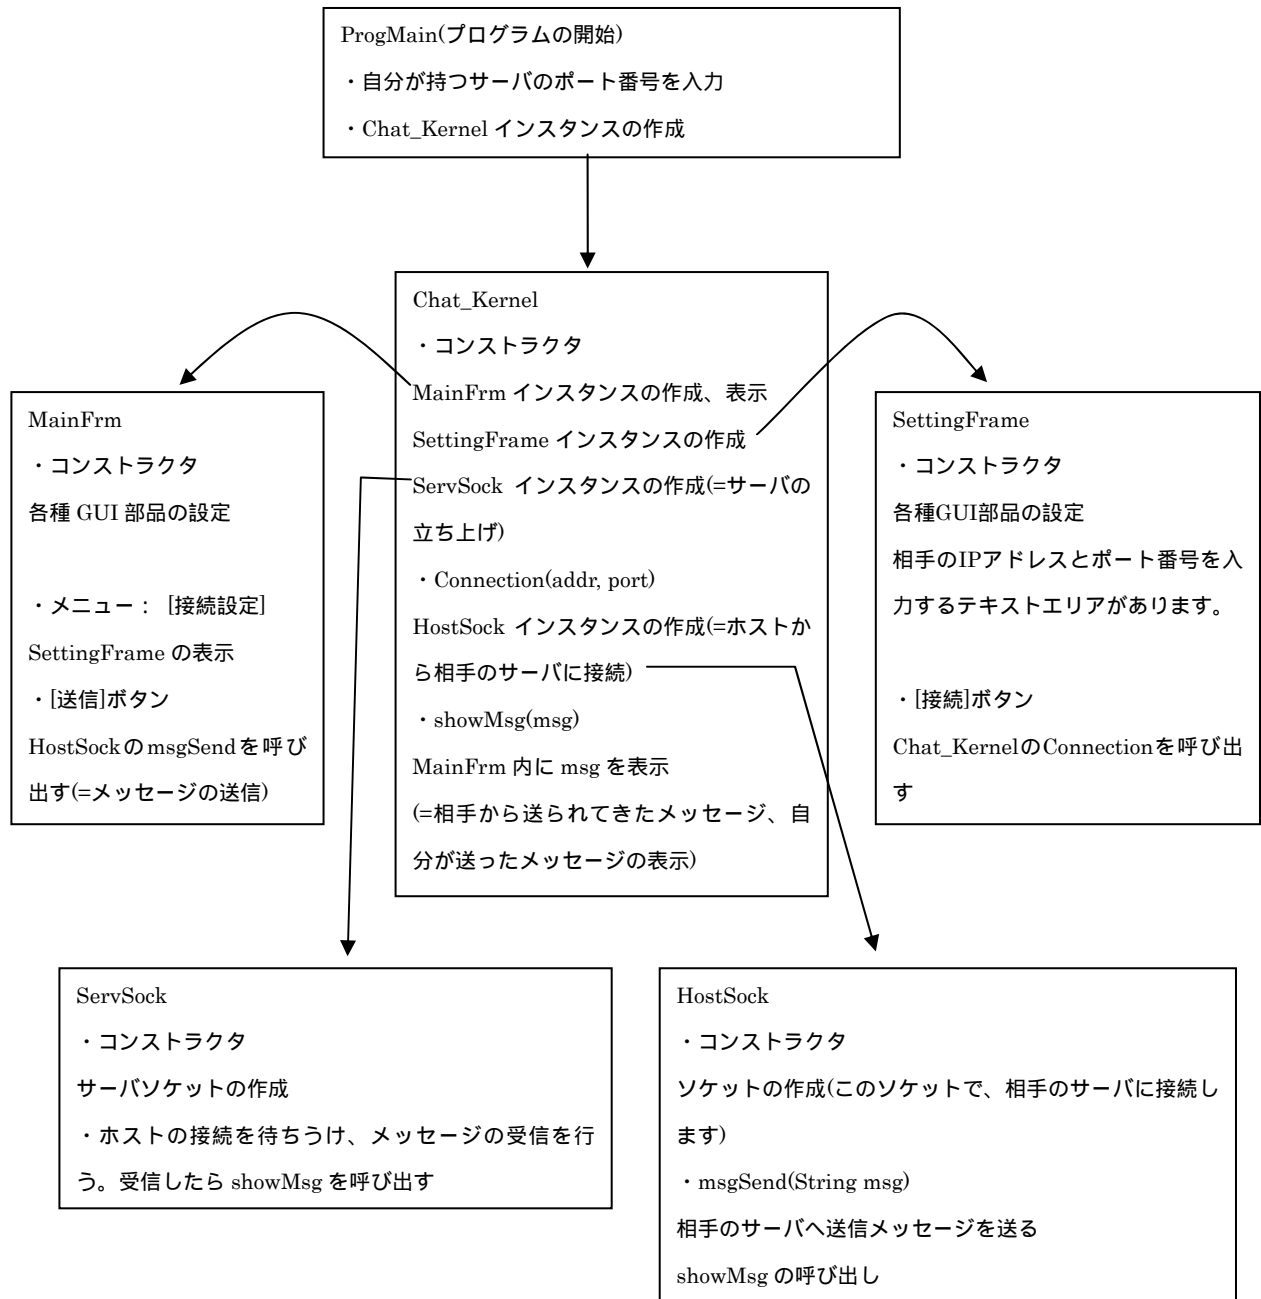 ProgMain(プログラムの開始)
・自分が持つサーバのポート番号を入力
・Chat_Kernel インスタンスの作成
Chat_Kernel
・コンストラクタ
MainFrm インスタンスの作成、表示
SettingFrame インスタンスの作成
ServSock インスタンスの作成(=サーバの
立ち上げ)
・Connection(addr, port)
HostSock インスタンスの作成(=ホストか
ら相手のサーバに接続)
・showMsg(msg)
MainFrm 内に msg を表示
(=相手から送られてきたメッセージ、自
分が送ったメッセージの表示)
MainFrm
・コンストラクタ
各種 GUI 部品の設定
・メニュー： [接続設定]
SettingFrame の表示
・[送信]ボタン
HostSockのmsgSendを呼び
出す(=メッセージの送信)
SettingFrame
・コンストラクタ
各種GUI部品の設定
相手のIPアドレスとポート番号を入
力するテキストエリアがあります。
・[接続]ボタン
Chat_KernelのConnectionを呼び出
す
ServSock
・コンストラクタ
サーバソケットの作成
・ホストの接続を待ちうけ、メッセージの受信を行
う。受信したら showMsg を呼び出す
HostSock
・コンストラクタ
ソケットの作成(このソケットで、相手のサーバに接続し
ます)
・msgSend(String msg)
相手のサーバへ送信メッセージを送る
showMsg の呼び出し